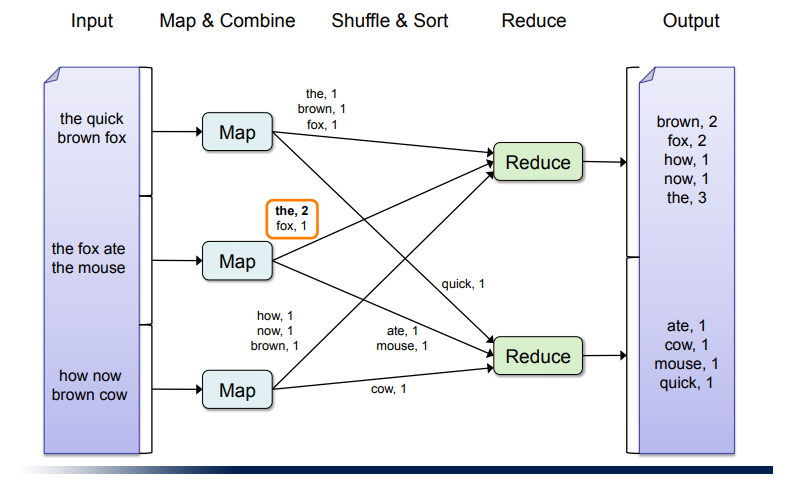 Input
Map & Combine
Shuffle & Sort
Reduce
Output
the quick
brown fox
Map
the, 1
brown, 1
fox, 1
Reduce
brown, 2
fox, 2
how, 1
now, 1
the, 3
the fox ate
the mouse
Map
the, 2
fox, 1
quick, 1
how now
brown cow
Map
how, 1
now, 1
brown, 1
ate, 1
mouse, 1
cow, 1
Reduce
ate, 1
cow, 1
mouse, 1
quick, 1